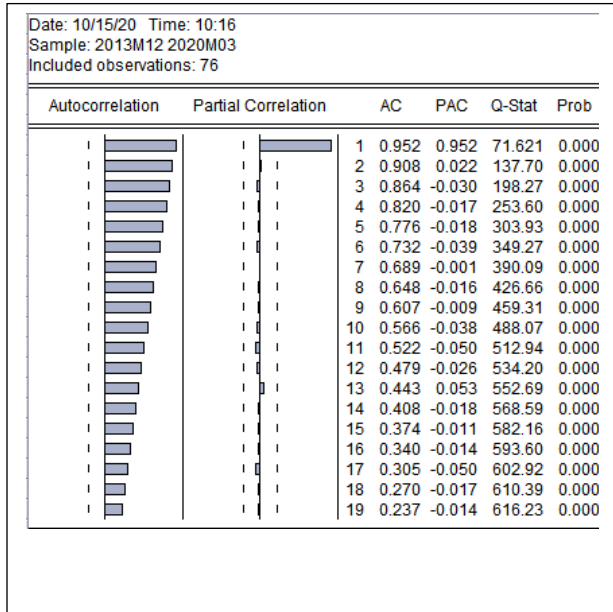 Date: 10/15/20 Time: 10:16
Sample: 2013M12 2020M03
Included observations: 76
Autocorrelation Partial Correlation AC PAC Q-Stat Prob
1 0.952 0.952 71.621 0.000
2 0.908 0.022 137.70 0.000
3 0.864 -0.030 198.27 0.000
4 0.820 -0.017 253.60 0.000
5 0.776 -0.018 303.93 0.000
6 0.732 -0.039 349.27 0.000
7 0.689 -0.001 390.09 0.000
8 0.648 -0.016 426.66 0.000
9 0.607 -0.009 459.31 0.000
10 0.566 -0.038 488.07 0.000
11 0.522 -0.050 512.94 0.000
12 0.479 -0.026 534.20 0.000
13 0.443 0.053 552.69 0.000
14 0.408 -0.018 568.59 0.000
15 0.374 -0.011 582.16 0.000
16 0.340 -0.014 593.60 0.000
17 0.305 -0.050 602.92 0.000
18 0.270 -0.017 610.39 0.000
19 0.237 -0.014 616.23 0.000